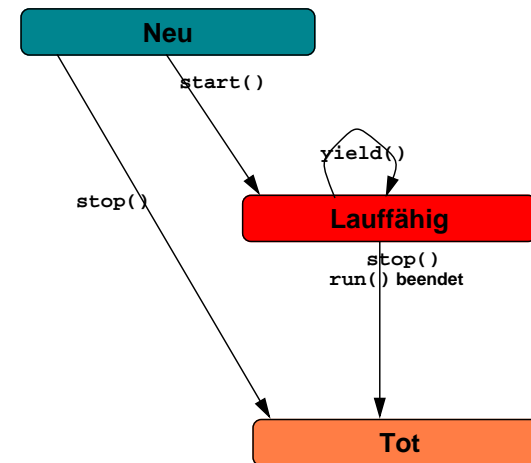 Neu
start()
yield()
stop()
Lauffähig
stop()
run() beendet
Tot